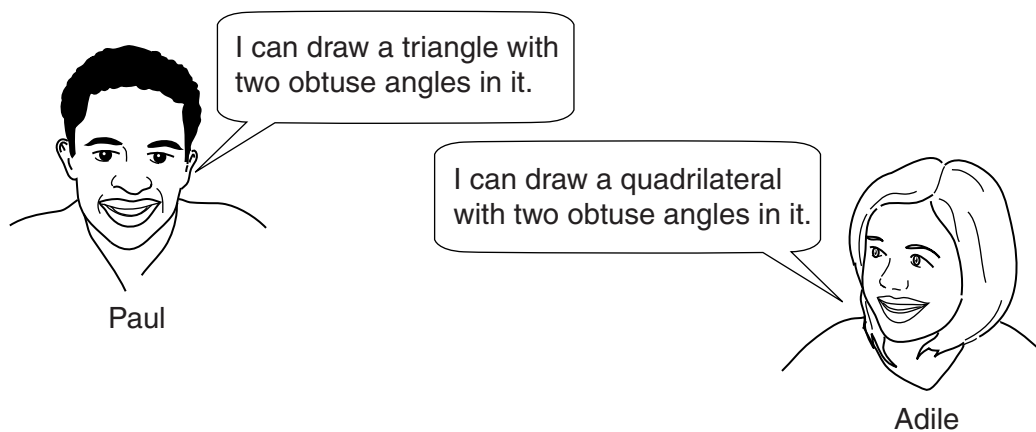 I can draw a triangle with
two obtuse angles in it.
I can draw a quadrilateral
with two obtuse angles in it.
Paul
Adile